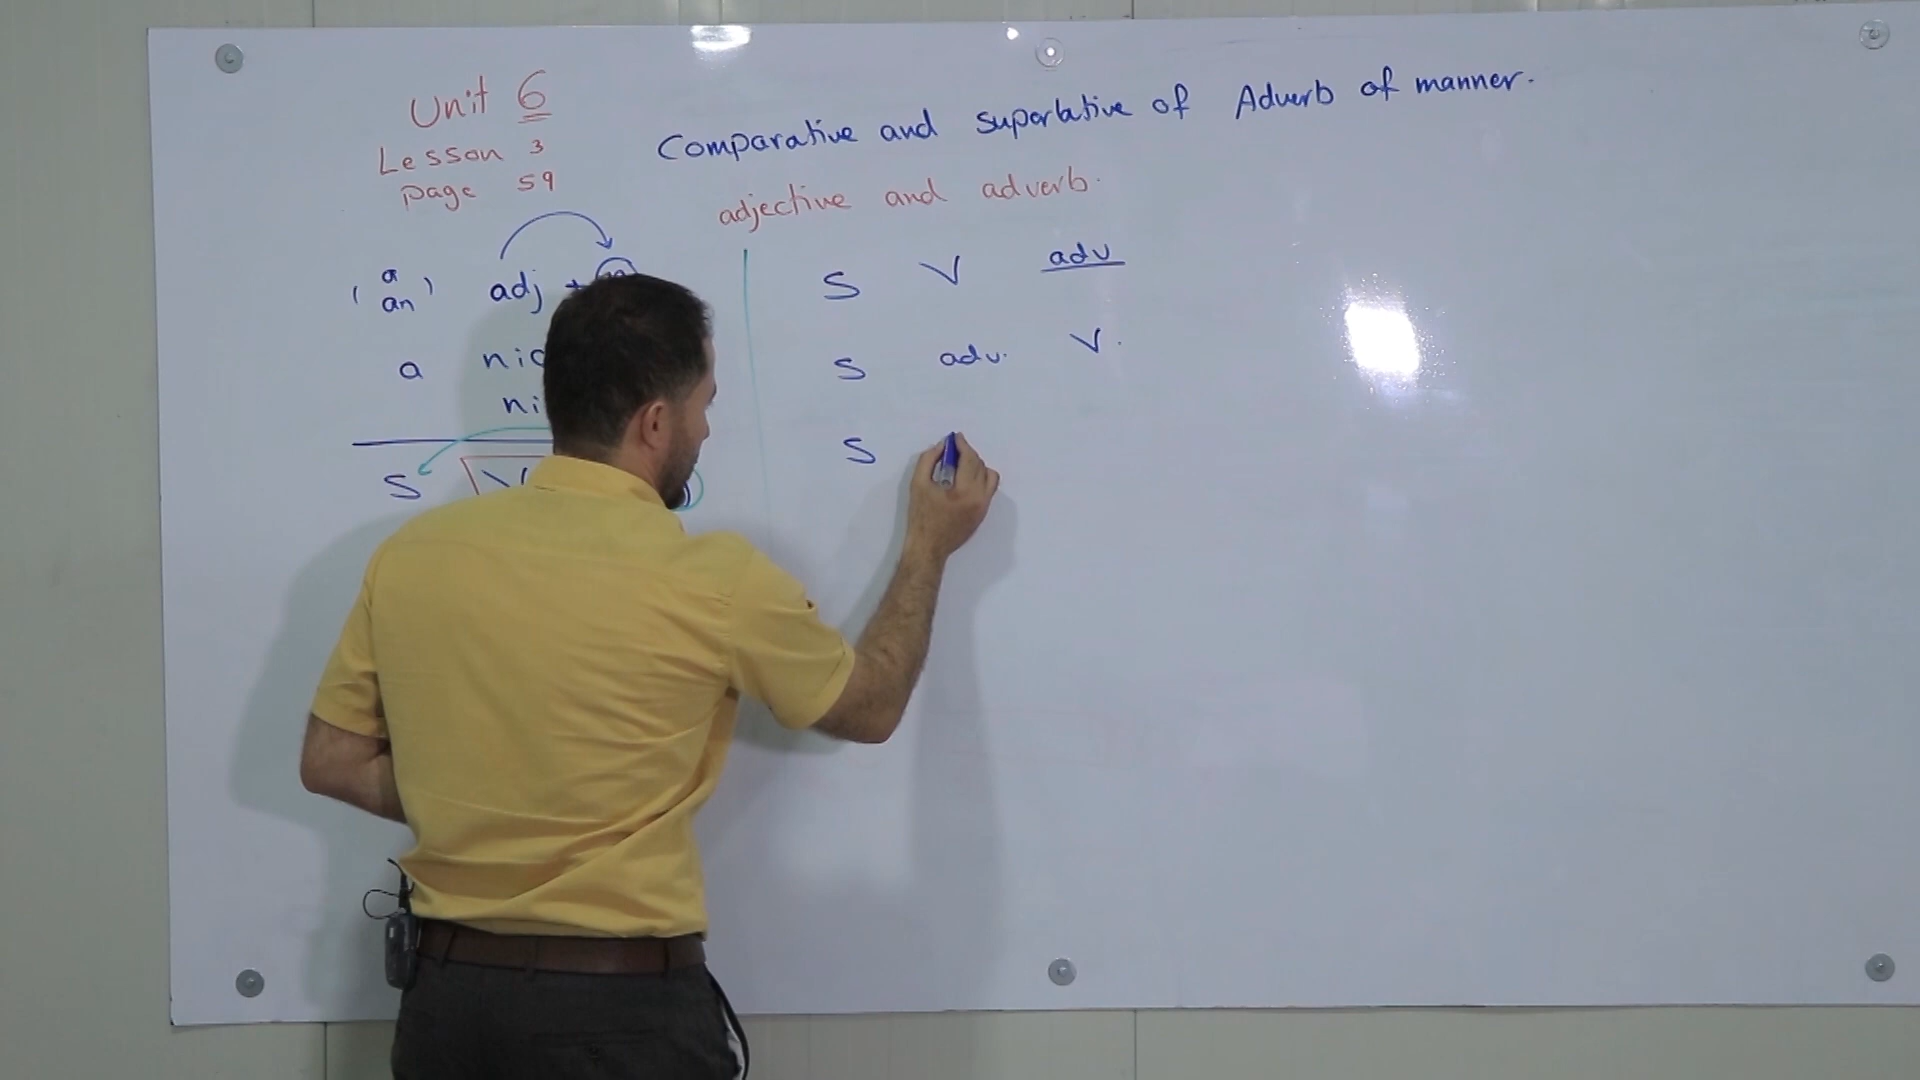 Unit 6
Lesson 3
page 59
Comparative and superlative of Adverb of manner.
adjective and adverb.
( a an ) adj +
a
S V
S V adv
S adv. V.
S